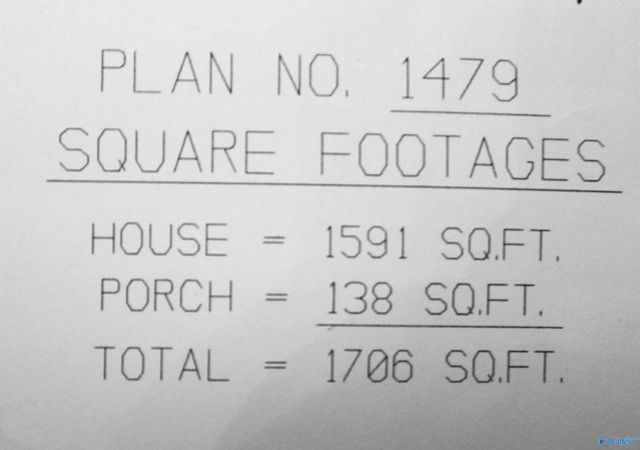 PLAN NO. 1479
SQUARE FOOTAGES
HOUSE = 1591 SQ.FT.
PORCH = 138 SQ.FT.
TOTAL = 1706 SQ.FT.